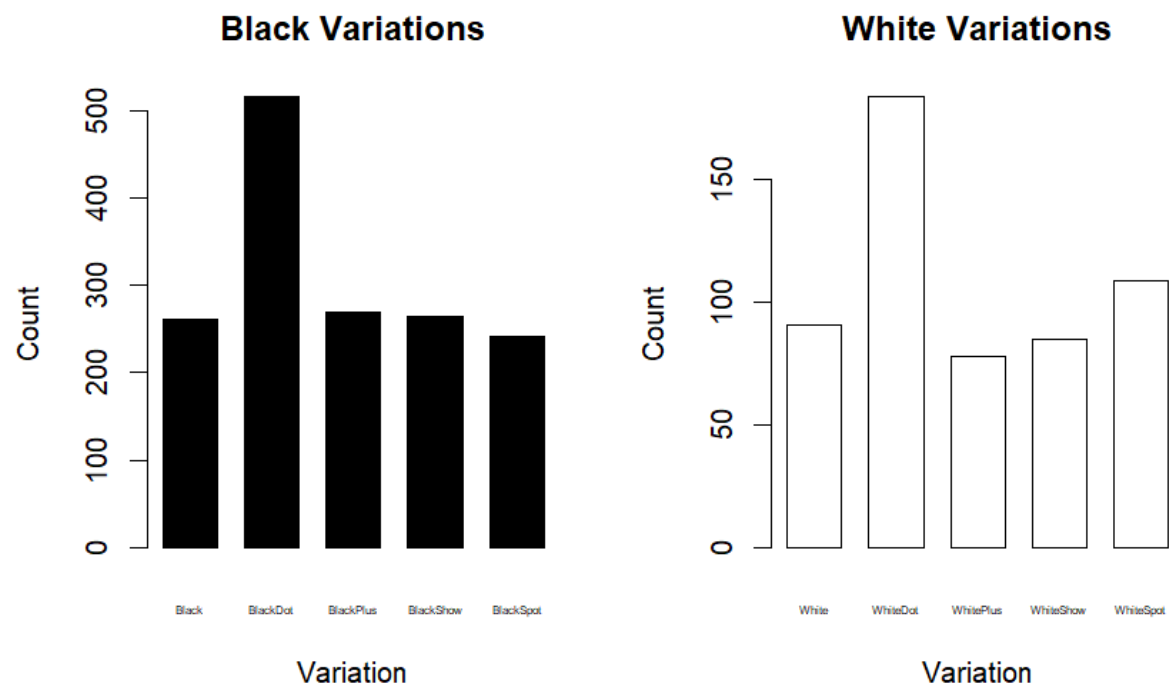 Black Variations
Count
500
400
300
200
100
0
Black BlackDot BlackPlus BlackShow BlackSpot
Variation
White Variations
Count
150
100
50
0
White WhiteDot WhitePlus WhiteShow WhiteSpot
Variation